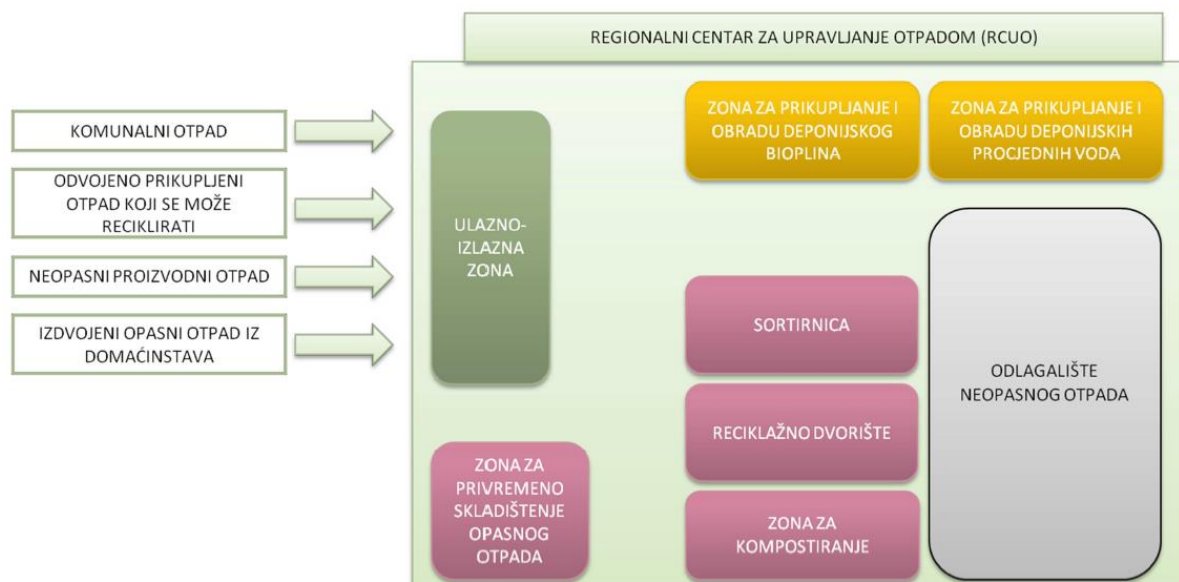 REGIONALNI CENTAR ZA UPRAVLJANJE OTPADOM (RCUO)
KOMUNALNI OTPAD
ODVOJENO PRIKUPLJENI
OTPAD KOJI SE MOŽE
RECIKLIRATI
NEOPASNI PROIZVODNI OTPAD
IZDVOJENI OPASNI OTPAD IZ
DOMAĆINSTAVA
ULAZNO-
IZLAZNA
ZONA
ZONA ZA
PRIVREMENO
SKLADIŠTENJE
OPASNOG
OTPADA
ZONA ZA PRIKUPLJANJE I
OBRADU DEPONIJSKOG
BIOPLINA
ZONA ZA PRIKUPLJANJE I
OBRADU DEPONIJSKIH
PROCJEDNIH VODA
SORTIRNICA
RECIKLAŽNO DVORIŠTE
ZONA ZA
KOMPOSTIRANJE
ODLAGALIŠTE
NEOPASNOG OTPADA